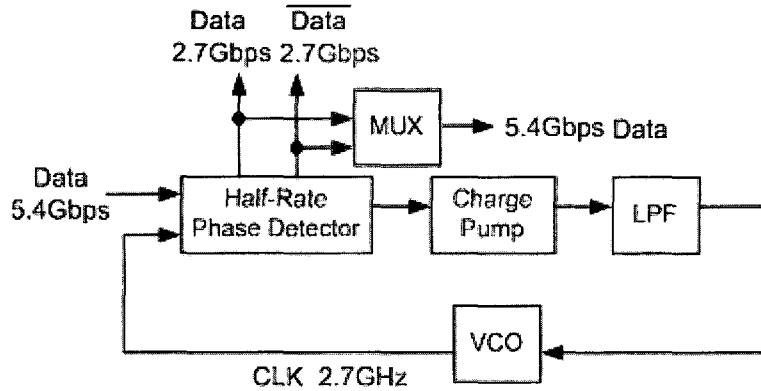 Data
2.7Gbps
Data
2.7Gbps
MUX
5.4Gbps Data
Data
5.4Gbps
Half-Rate
Phase Detector
Charge
Pump
LPF
VCO
CLK 2.7GHz